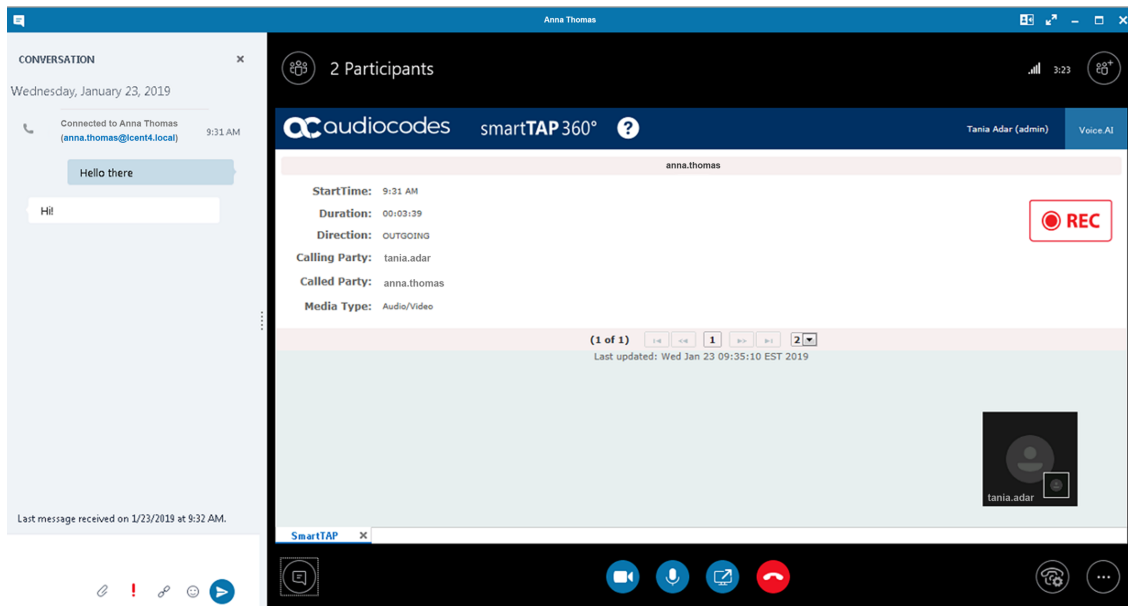 Anna Thomas
CONVERSATION
Wednesday, January 23, 2019
Connected to Anna Thomas
(anna.thomas@lcent4.local)
9:31 AM
Hello there
Hi!
Last message received on 1/23/2019 at 9:32 AM.
2 Participants
3:23
audiocodes smartTAP 360° ?
Tania Adar (admin) Voice.AI
anna.thomas
StartTime: 9:31 AM
Duration: 00:03:39
Direction: OUTGOING
Calling Party: tania.adar
Called Party: anna.thomas
Media Type: Audio/Video
REC
(1 of 1) 1 2
Last updated: Wed Jan 23 09:35:10 EST 2019
tania.adar
SmartTAP